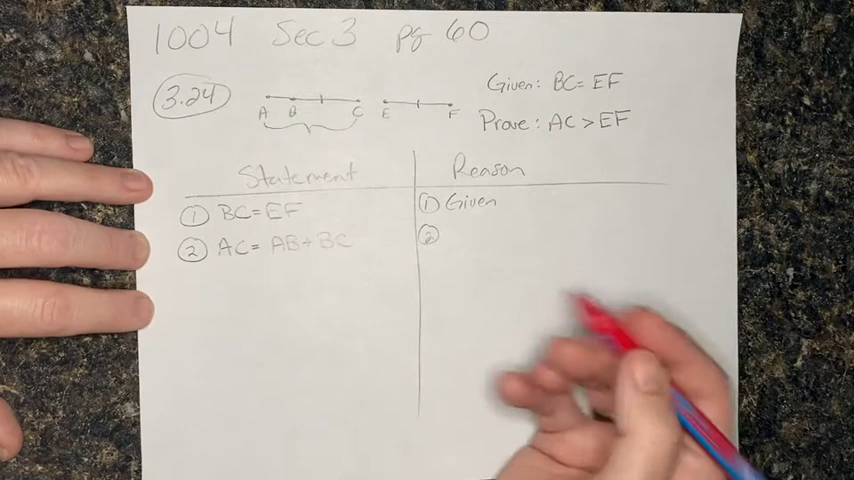 1004 Sec 3 pg 60
3.24
A B C E F
Given: BC = EF
Prove: AC > EF
Statement Reason
① BC = EF ① Given
② AC = AB + BC ②